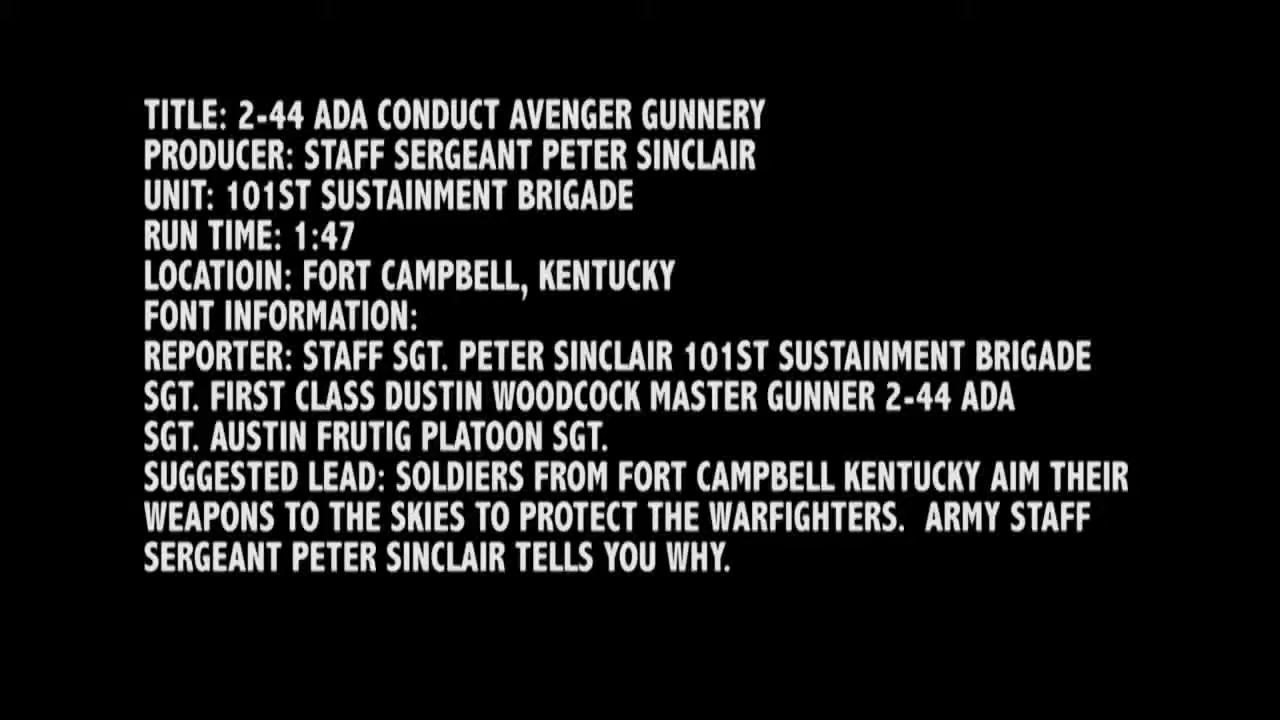 TITLE: 2-44 ADA CONDUCT AVENGER GUNNERY
PRODUCER: STAFF SERGEANT PETER SINCLAIR
UNIT: 101ST SUSTAINMENT BRIGADE
RUN TIME: 1:47
LOCATIOIN: FORT CAMPBELL, KENTUCKY
FONT INFORMATION:
REPORTER: STAFF SGT. PETER SINCLAIR 101ST SUSTAINMENT BRIGADE
SGT. FIRST CLASS DUSTIN WOODCOCK MASTER GUNNER 2-44 ADA
SGT. AUSTIN FRUTIG PLATOON SGT.
SUGGESTED LEAD: SOLDIERS FROM FORT CAMPBELL KENTUCKY AIM THEIR
WEAPONS TO THE SKIES TO PROTECT THE WARFIGHTERS.  ARMY STAFF
SERGEANT PETER SINCLAIR TELLS YOU WHY.